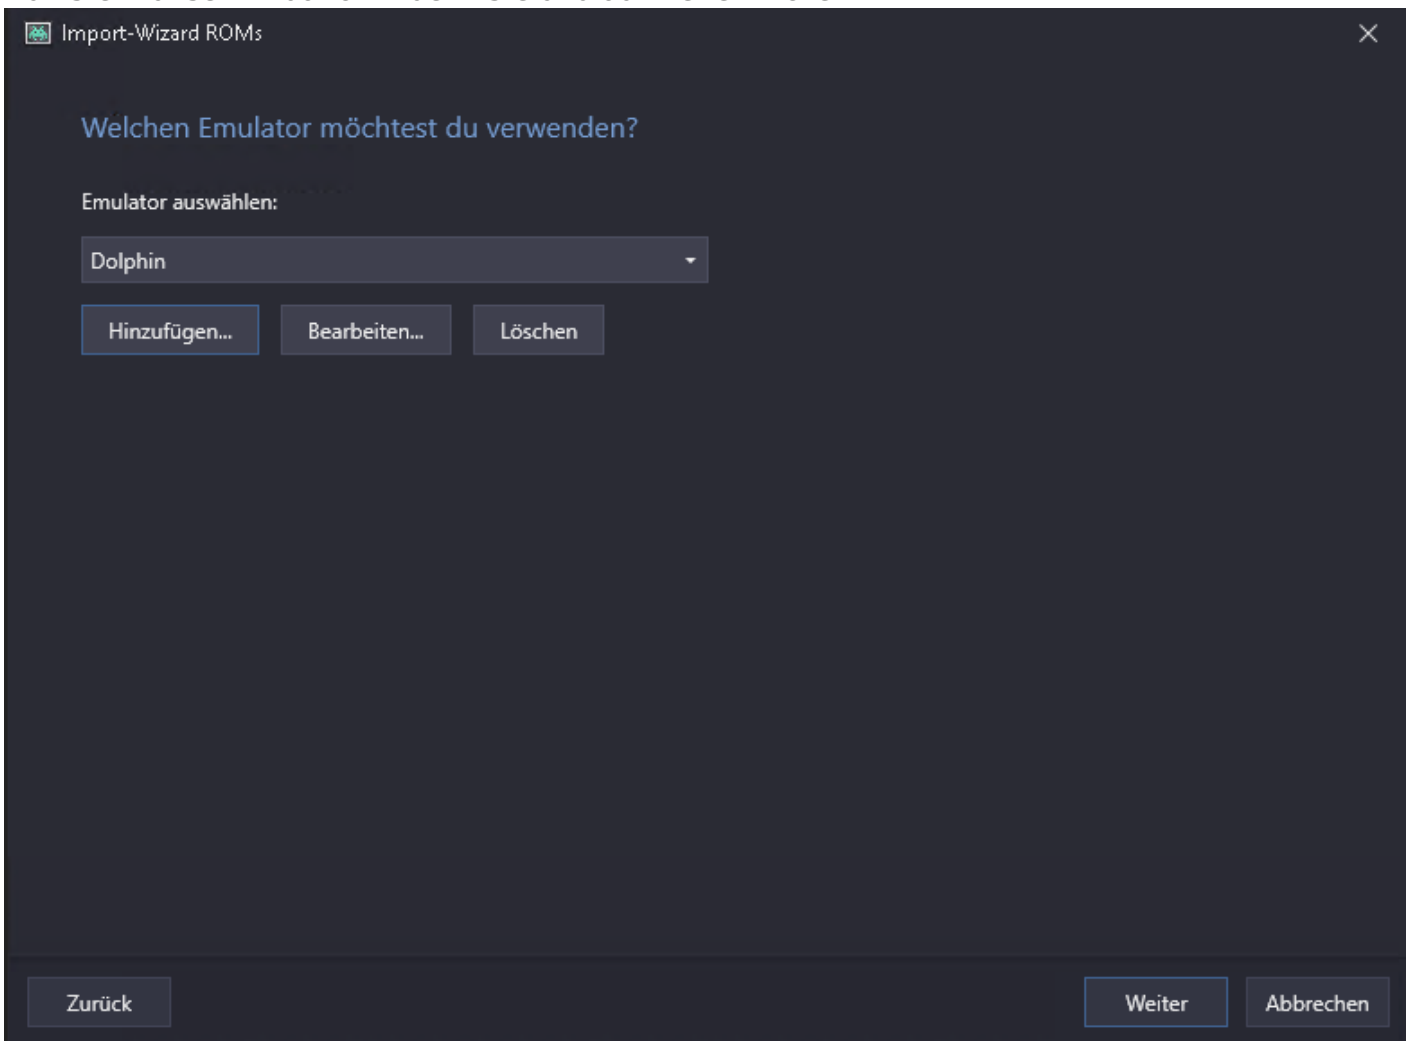 Import-Wizard ROMs
Welchen Emulator möchtest du verwenden?
Emulator auswählen:
Dolphin
Hinzufügen... Bearbeiten... Löschen
Zurück Weiter Abbrechen